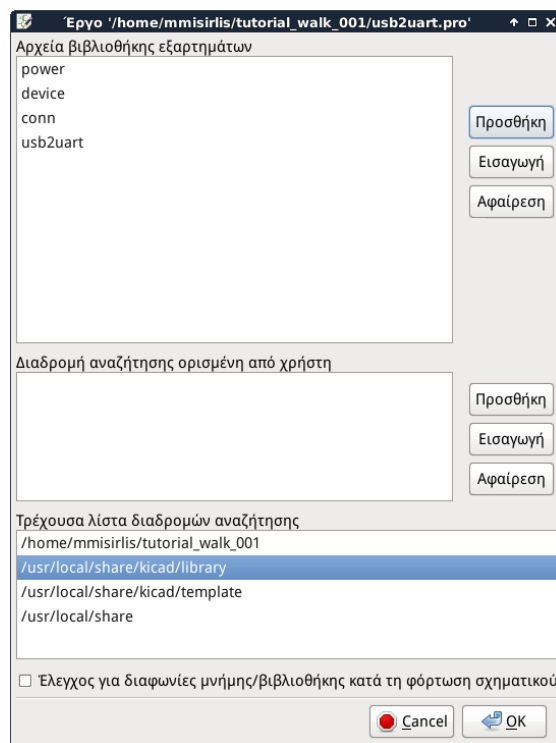 Έργο '/home/mmisirlis/tutorial_walk_001/usb2uart.pro'
Αρχεία βιβλιοθήκης εξαρτημάτων
power
device
conn
usb2uart
Προσθήκη
Εισαγωγή
Αφαίρεση
Διαδρομή αναζήτησης ορισμένη από χρήστη
Προσθήκη
Εισαγωγή
Αφαίρεση
Τρέχουσα λίστα διαδρομών αναζήτησης
/home/mmisirlis/tutorial_walk_001
/usr/local/share/kicad/library
/usr/local/share/kicad/template
/usr/local/share
Έλεγχος για διαφωνίες μνήμης/βιβλιοθήκης κατά τη φόρτωση σχηματικού
Cancel
OK